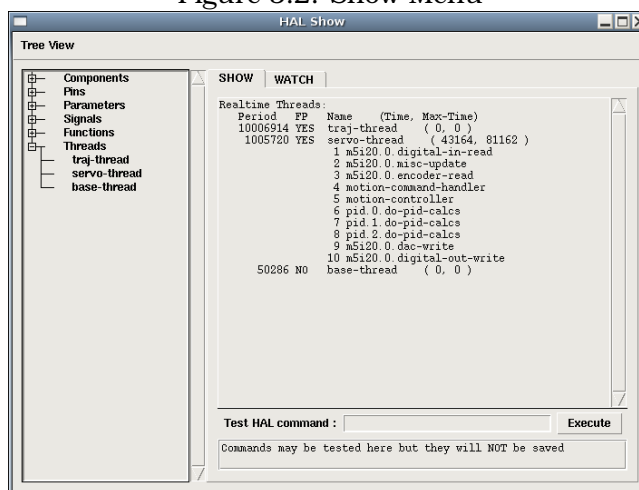 Figure 3.2: Show Menu
HAL Show
Tree View
Components
Pins
Parameters
Signals
Functions
Threads
traj-thread
servo-thread
base-thread
SHOW WATCH
Realtime Threads:
Period FP Name (Time, Max-Time)
10006914 YES traj-thread ( 0, 0 )
1005720 YES servo-thread ( 43164, 81162 )
1 m5i20.0.digital-in-read
2 m5i20.0.misc-update
3 m5i20.0.encoder-read
4 motion-command-handler
5 motion-controller
6 pid.0.do-pid-calcs
7 pid.1.do-pid-calcs
8 pid.2.do-pid-calcs
9 m5i20.0.dac-write
10 m5i20.0.digital-out-write
50286 NO base-thread ( 0, 0 )
Test HAL command : Execute
Commands may be tested here but they will NOT be saved